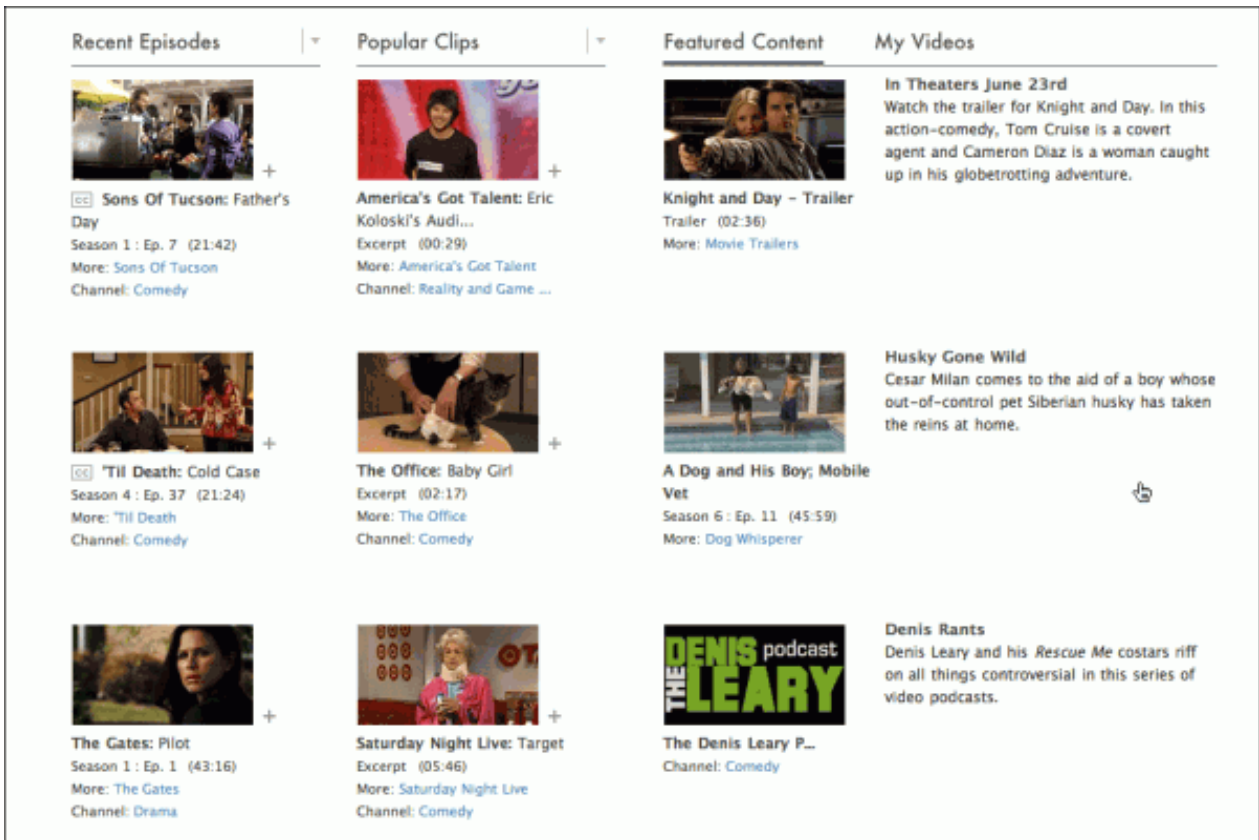 Recent Episodes
Popular Clips
Featured Content
My Videos
cc Sons Of Tucson: Father's
Day
Season 1 : Ep. 7 (21:42)
More: Sons Of Tucson
Channel: Comedy
America's Got Talent: Eric
Koloski's Audi...
Excerpt (00:29)
More: America's Got Talent
Channel: Reality and Game ...
Knight and Day - Trailer
Trailer (02:36)
More: Movie Trailers
In Theaters June 23rd
Watch the trailer for Knight and Day. In this
action-comedy, Tom Cruise is a covert
agent and Cameron Diaz is a woman caught
up in his globetrotting adventure.
cc 'Til Death: Cold Case
Season 4 : Ep. 37 (21:24)
More: 'Til Death
Channel: Comedy
The Office: Baby Girl
Excerpt (02:17)
More: The Office
Channel: Comedy
A Dog and His Boy; Mobile
Vet
Season 6 : Ep. 11 (45:59)
More: Dog Whisperer
Husky Gone Wild
Cesar Milan comes to the aid of a boy whose
out-of-control pet Siberian husky has taken
the reins at home.
The Gates: Pilot
Season 1 : Ep. 1 (43:16)
More: The Gates
Channel: Drama
Saturday Night Live: Target
Excerpt (05:46)
More: Saturday Night Live
Channel: Comedy
THE DENIS LEARY podcast
The Denis Leary P...
Channel: Comedy
Denis Rants
Denis Leary and his Rescue Me costars riff
on all things controversial in this series of
video podcasts.